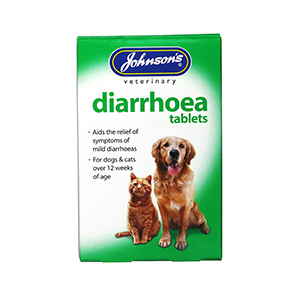 Johnson's
veterinary
diarrhoea
tablets
• Aids the relief of
symptoms of
mild diarrhoeas
• For dogs & cats
over 12 weeks
of age